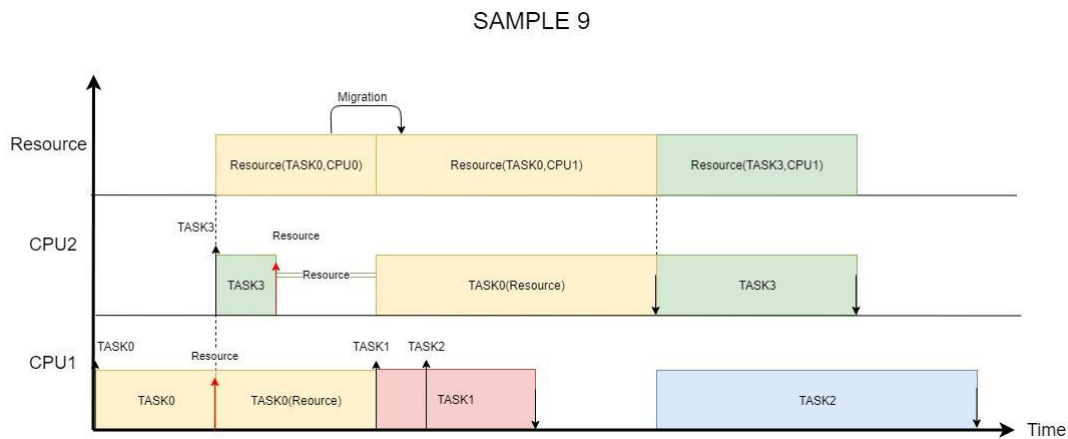 SAMPLE 9
Migration
Resource
Resource(TASK0,CPU0)
Resource(TASK0,CPU1)
Resource(TASK3,CPU1)
TASK3
Resource
CPU2
TASK3
Resource
TASK0(Resource)
TASK3
TASK0
Resource
TASK1
TASK2
CPU1
TASK0
TASK0(Reource)
TASK1
TASK2
Time